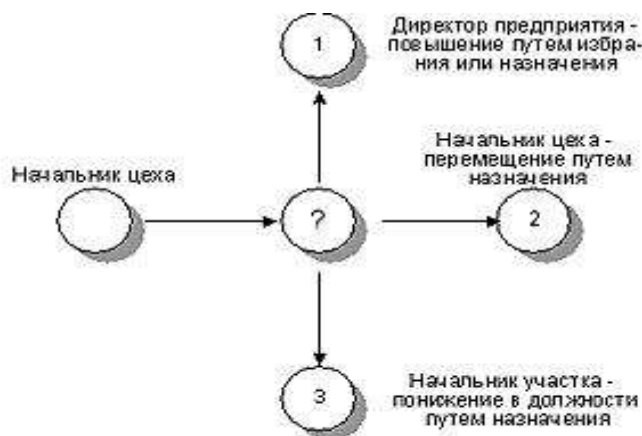 1
Директор предприятия -
повышение путем избра-
ния или назначения
Начальник цеха
?
Начальник цеха -
перемещение путем
назначения
2
3
Начальник участка -
понижение в должности
путем назначения